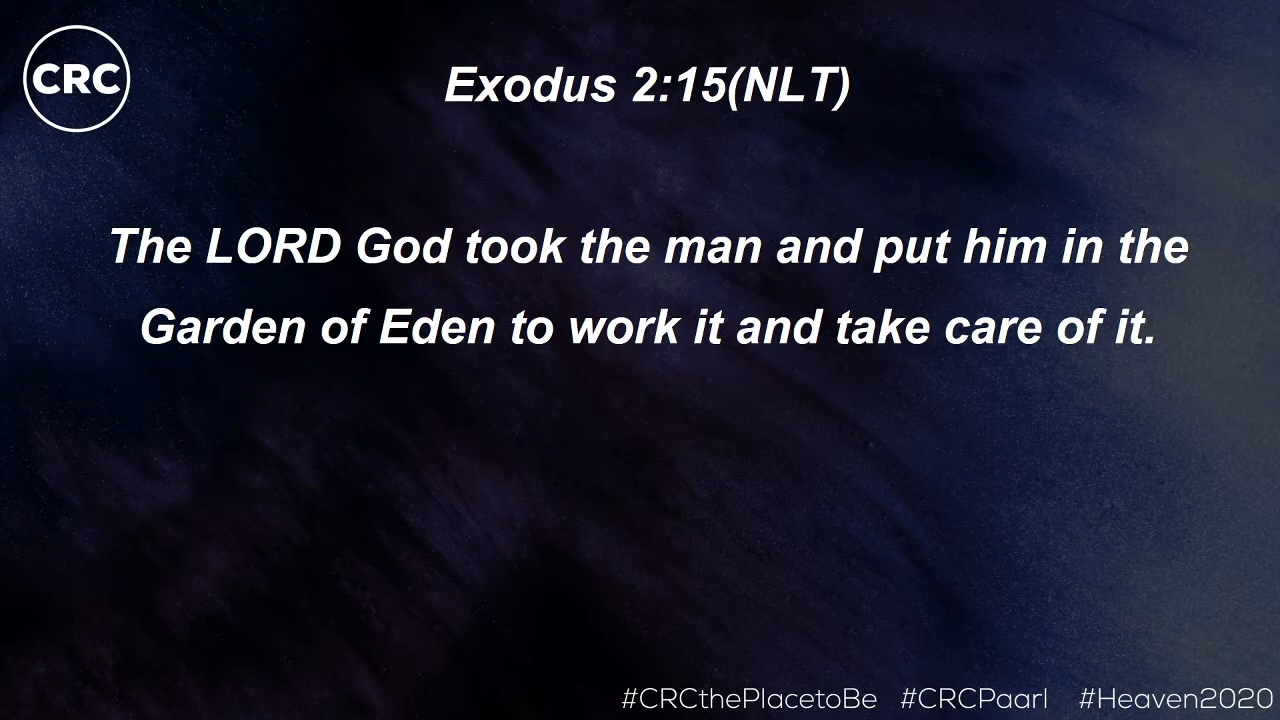 CRC
Exodus 2:15(NLT)
The LORD God took the man and put him in the
Garden of Eden to work it and take care of it.
#CRCthePlacetoBe #CRCPaarl #Heaven2020